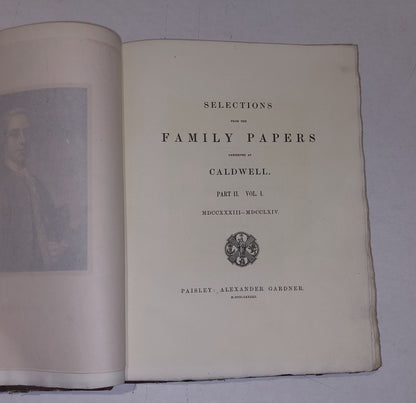 SELECTIONS
FROM THE
FAMILY PAPERS
PRESERVED AT
CALDWELL.
PART II. VOL. I.
MDCCXXXIII—MDCCLXIV.
PAISLEY: ALEXANDER GARDNER.